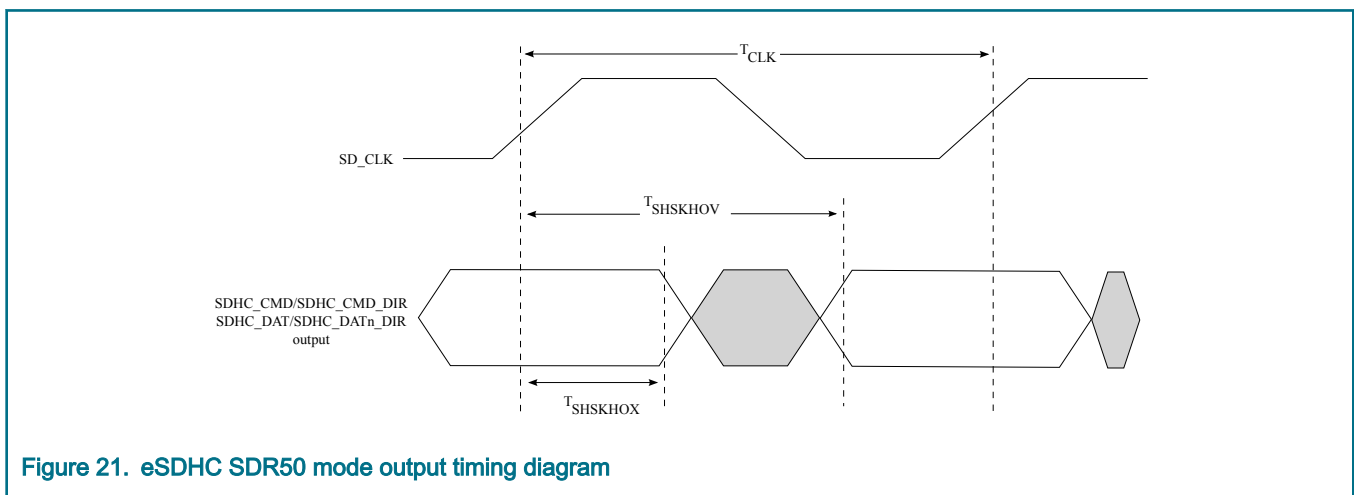 TCLK
SD_CLK
TSHSKHOV
SDHC_CMD/SDHC_CMD_DIR
SDHC_DAT/SDHC_DATn_DIR
output
TSHSKHOX
Figure 21. eSDHC SDR50 mode output timing diagram